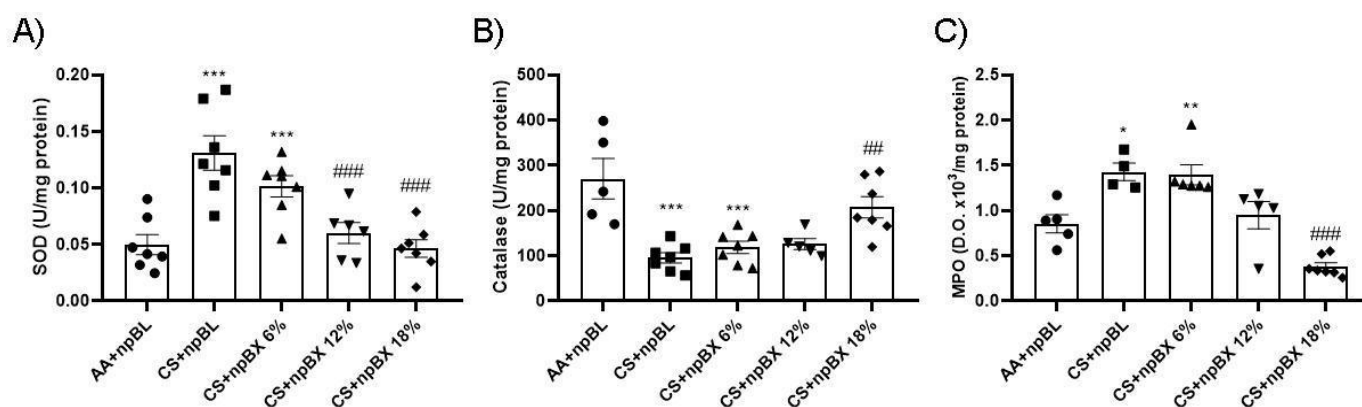 A)
SOD (U/mg protein)
0.20
0.15
0.10
0.05
0.00
***
***
###
###
AA+npBL
CS+npBL
CS+npBX 6%
CS+npBX 12%
CS+npBX 18%
B)
Catalase (U/mg protein)
500
400
300
200
100
0
***
***
##
AA+npBL
CS+npBL
CS+npBX 6%
CS+npBX 12%
CS+npBX 18%
C)
MPO (D.O. x10³/mg protein)
2.5
2.0
1.5
1.0
0.5
0.0
*
**
###
AA+npBL
CS+npBL
CS+npBX 6%
CS+npBX 12%
CS+npBX 18%